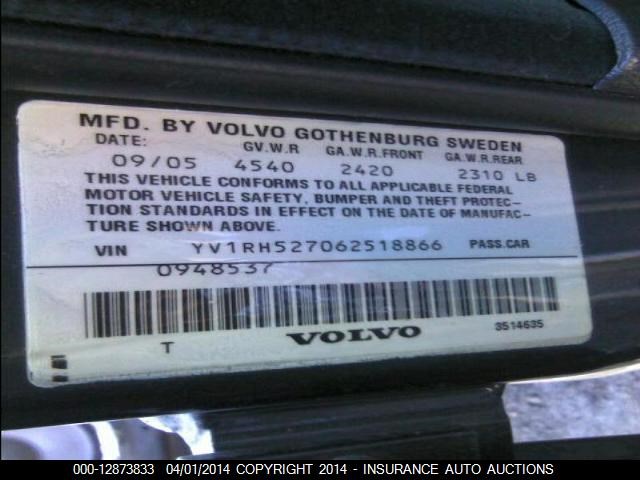 MFD. BY VOLVO GOTHENBURG SWEDEN
DATE: GV.W.R GA.W.R.FRONT GA.W.R.REAR
09/05 4540 2420 2310 LB
THIS VEHICLE CONFORMS TO ALL APPLICABLE FEDERAL
MOTOR VEHICLE SAFETY, BUMPER AND THEFT PROTEC-
TION STANDARDS IN EFFECT ON THE DATE OF MANUFAC-
TURE SHOWN ABOVE.
VIN YV1RH527062518866 PASS.CAR
0948537
T VOLVO 3514635
000-12873833 04/01/2014 COPYRIGHT 2014 - INSURANCE AUTO AUCTIONS